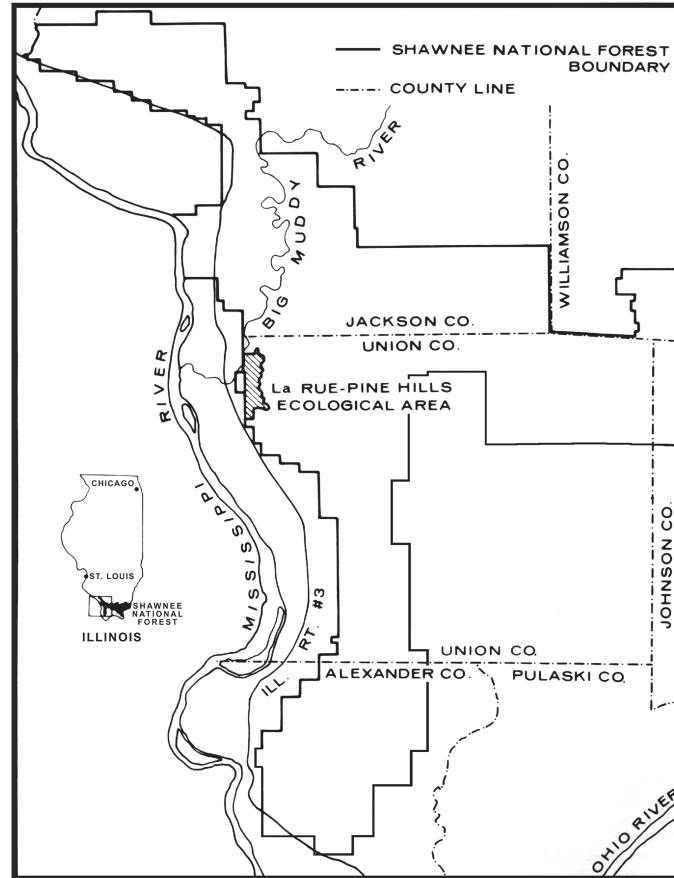 SHAWNEE NATIONAL FOREST
BOUNDARY
COUNTY LINE
RIVER
BIG MUDDY
WILLIAMSON CO.
JACKSON CO.
UNION CO.
La RUE-PINE HILLS
ECOLOGICAL AREA
RIVER
MISSISSIPPI
JOHNSON CO.
CHICAGO
ST. LOUIS
SHAWNEE
NATIONAL
FOREST
ILLINOIS
ILL. RT. #3
UNION CO.
ALEXANDER CO.
PULASKI CO.
OHIO RIVER